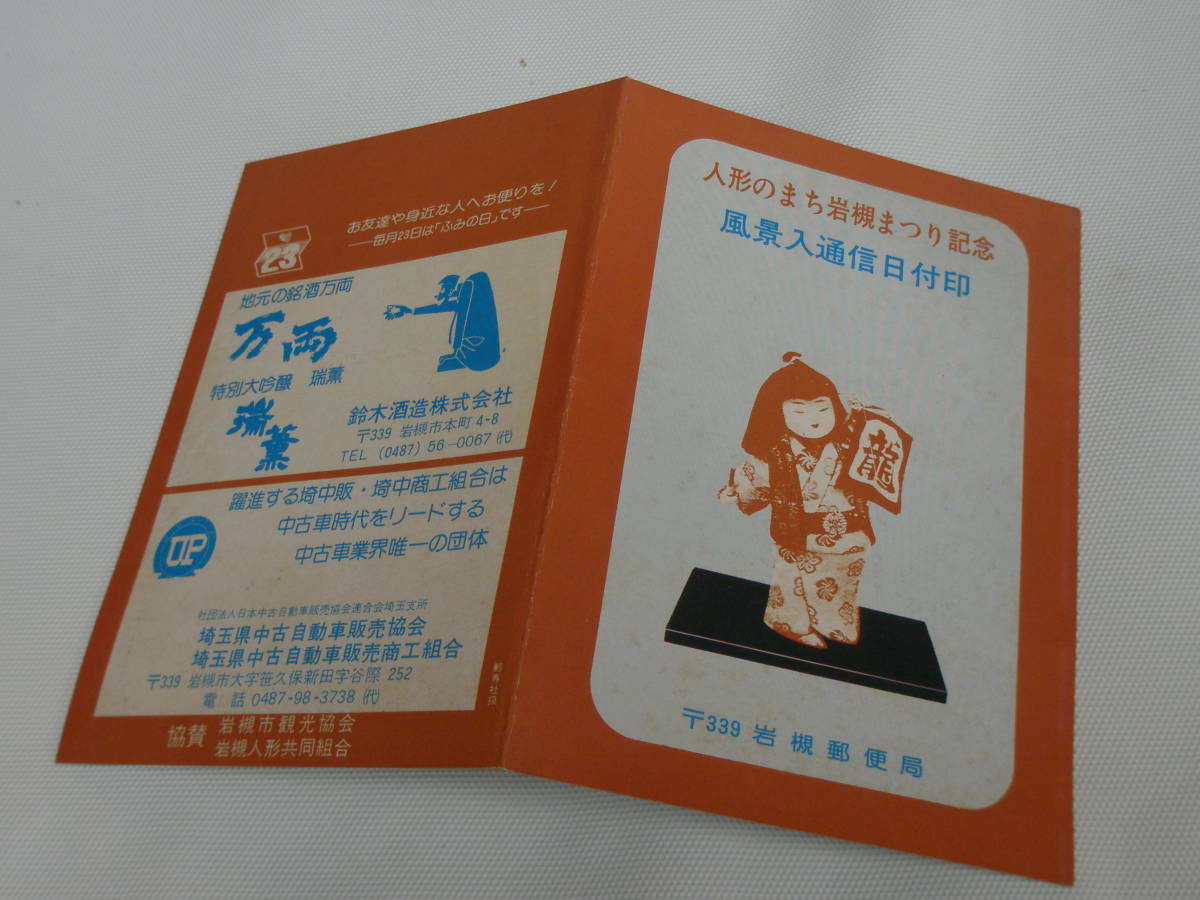 人形のまち岩槻まつり記念
風景入通信日付印
龍
〒339 岩槻郵便局
お友達や身近な人へお便りを!
―毎月23日は「ふみの日」です―
23
地元の銘酒万両
万両
特別大吟醸 瑞薫
瑞薫
鈴木酒造株式会社
〒339 岩槻市本町4-8
TEL (0487) 56-0067(代)
躍進する埼中販・埼中商工組合は
中古車時代をリードする
中古車業界唯一の団体
社団法人日本中古自動車販売協会連合会埼玉支所
埼玉県中古自動車販売協会
埼玉県中古自動車販売商工組合
〒339 岩槻市大字笹久保新田字谷際 252
電話 0487-98-3738(代)
協賛 岩槻市観光協会
岩槻人形共同組合